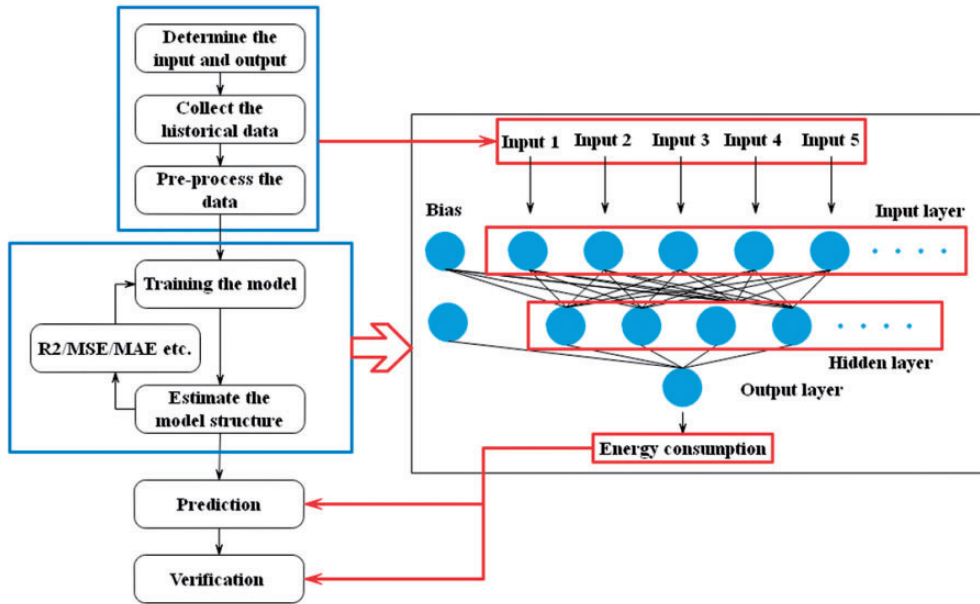 Determine the
input and output
Collect the
historical data
Pre-process the
data
Training the model
R2/MSE/MAE etc.
Estimate the
model structure
Prediction
Verification
Input 1 Input 2 Input 3 Input 4 Input 5
Bias
Input layer
Hidden layer
Output layer
Energy consumption